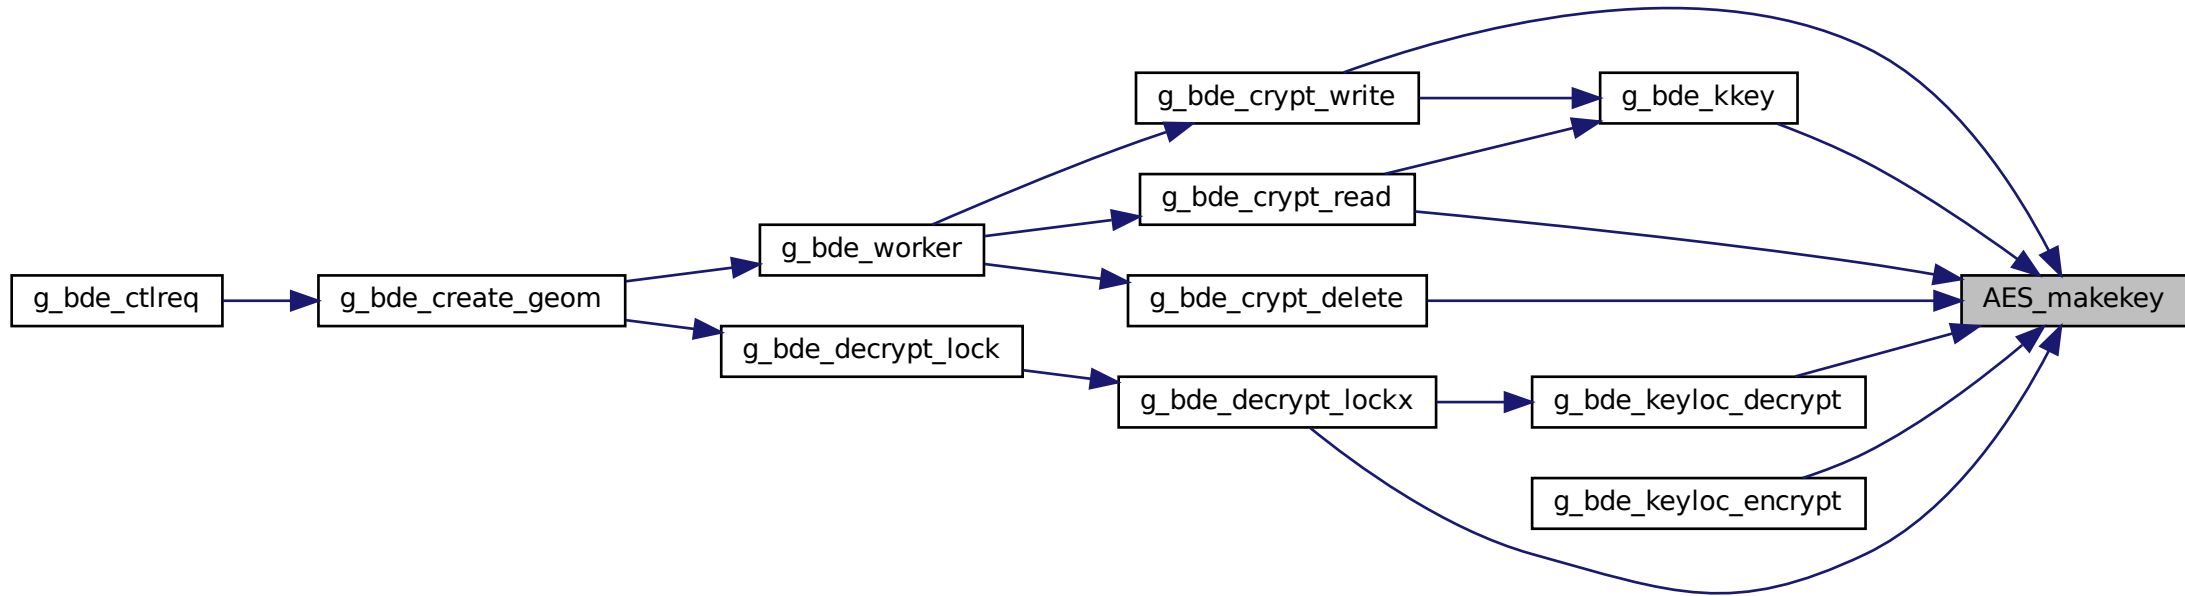 g_bde_crypt_write
g_bde_kkey
g_bde_crypt_read
g_bde_worker
g_bde_ctlreq
g_bde_create_geom
g_bde_crypt_delete
AES_makekey
g_bde_decrypt_lock
g_bde_decrypt_lockx
g_bde_keyloc_decrypt
g_bde_keyloc_encrypt